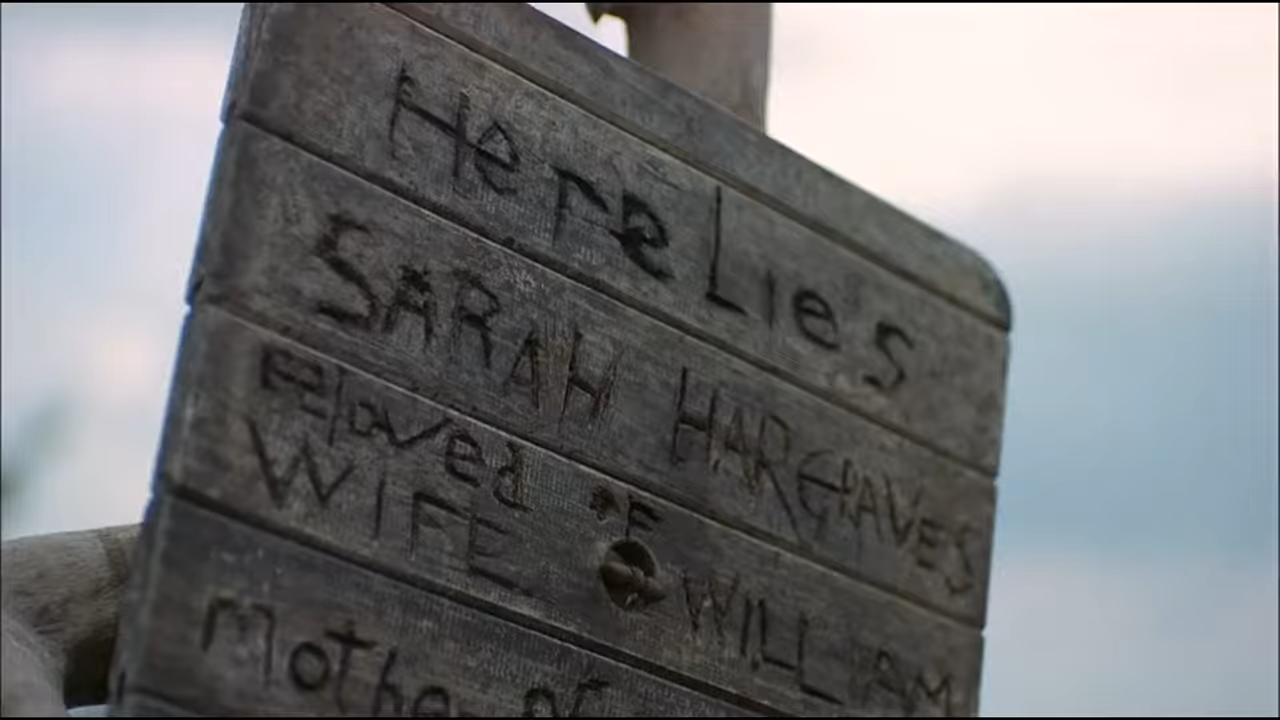 Here Lies
SARAH HARGRAVES
Beloved
WIFE OF WILLIAM
Mother of